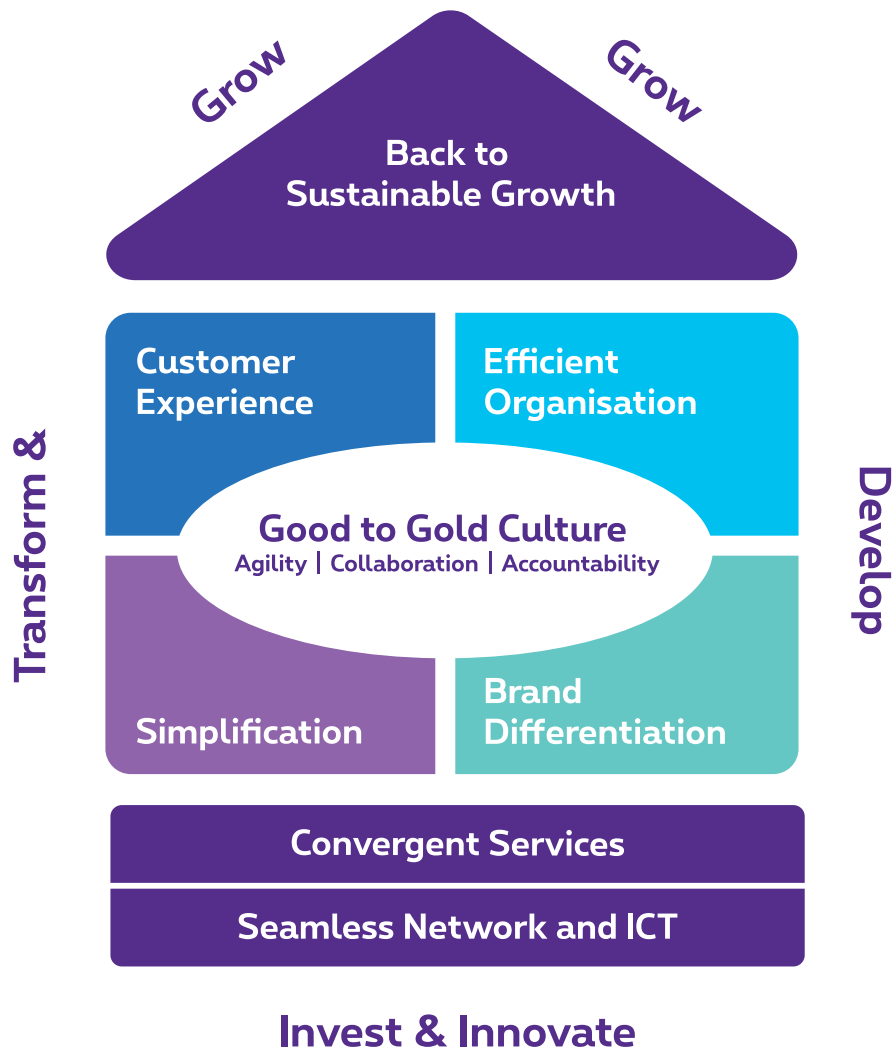 Grow
Grow
Back to
Sustainable Growth
Customer
Experience
Efficient
Organisation
Transform &
Develop
Good to Gold Culture
Agility | Collaboration | Accountability
Simplification
Brand
Differentiation
Convergent Services
Seamless Network and ICT
Invest & Innovate